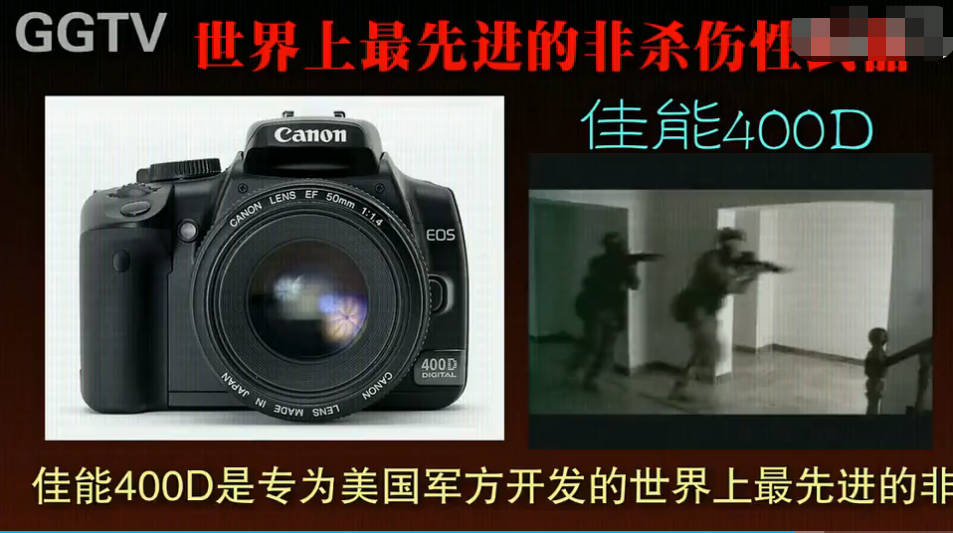 GGTV
世界上最先进的非杀伤性
佳能400D
Canon
CANON LENS EF 50mm 1:1.4
EOS
400D
DIGITAL
CANON LENS MADE IN JAPAN
佳能400D是专为美国军方开发的世界上最先进的非